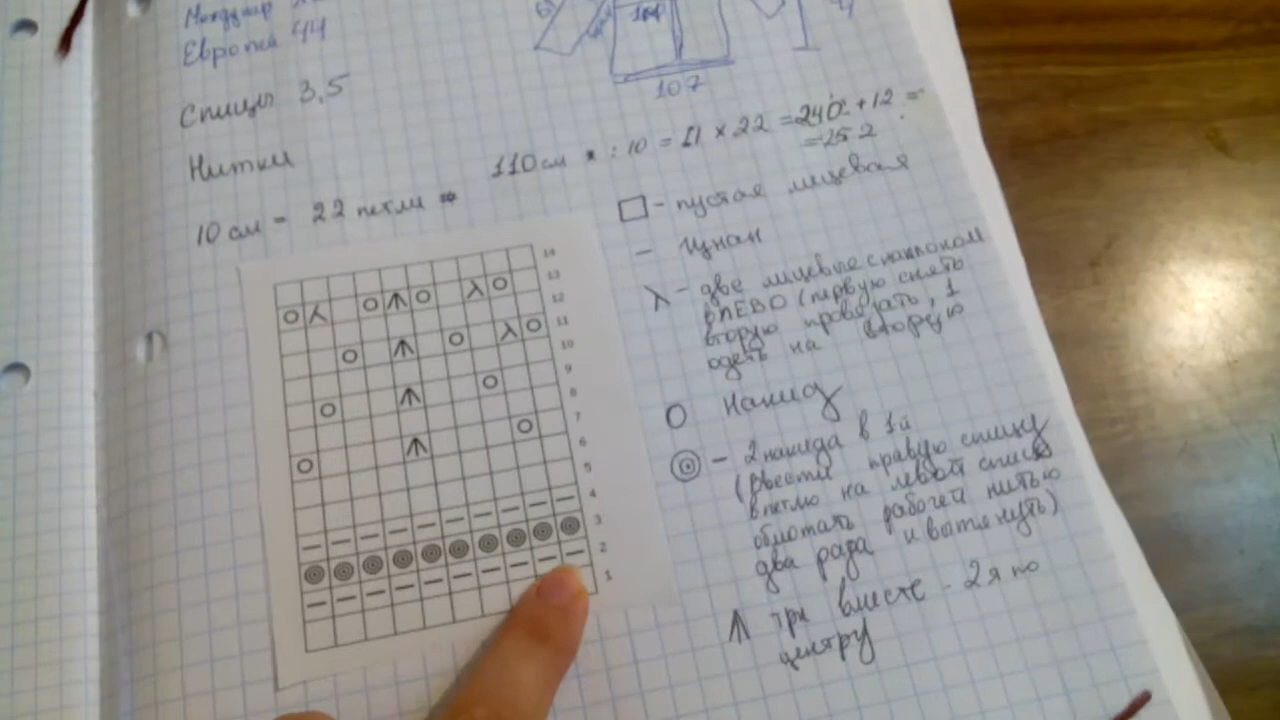 Европей 44
107
Спицы 3,5
Нитки
110 см : 10 = 11 × 22 = 240 + 12 =
= 252
10 см = 22 петли
□ - пустая лицевая
- изнан
λ - две лицевые с наклоном
вЛЕВО (первую снять
вторую провязать, 1
одеть на вторую
О Накид
- 2 накида в 1й
(ввести правую спицу
в петлю на левой спице
обмотать рабочей нитью
два раза и вытянуть)
три вместе - 2я по
центру
14
13
12
11
10
9
8
7
6
5
4
3
2
1